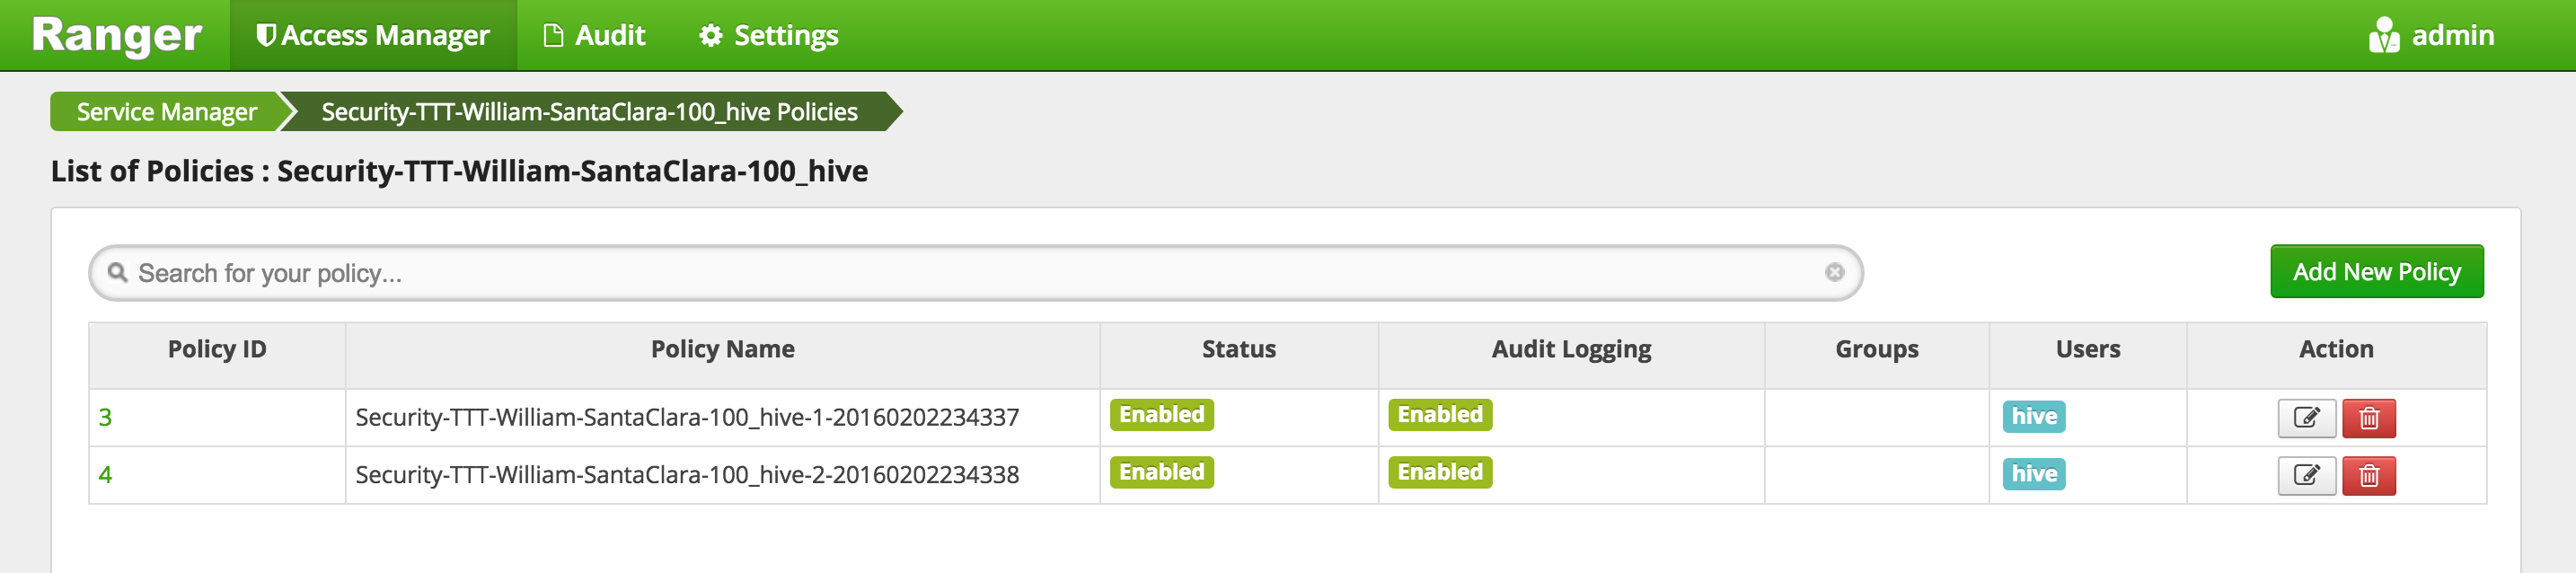 Ranger Access Manager Audit Settings admin
Service Manager Security-TTT-William-SantaClara-100_hive Policies
List of Policies : Security-TTT-William-SantaClara-100_hive
Search for your policy... Add New Policy
Policy ID Policy Name Status Audit Logging Groups Users Action
3 Security-TTT-William-SantaClara-100_hive-1-20160202234337 Enabled Enabled hive
4 Security-TTT-William-SantaClara-100_hive-2-20160202234338 Enabled Enabled hive